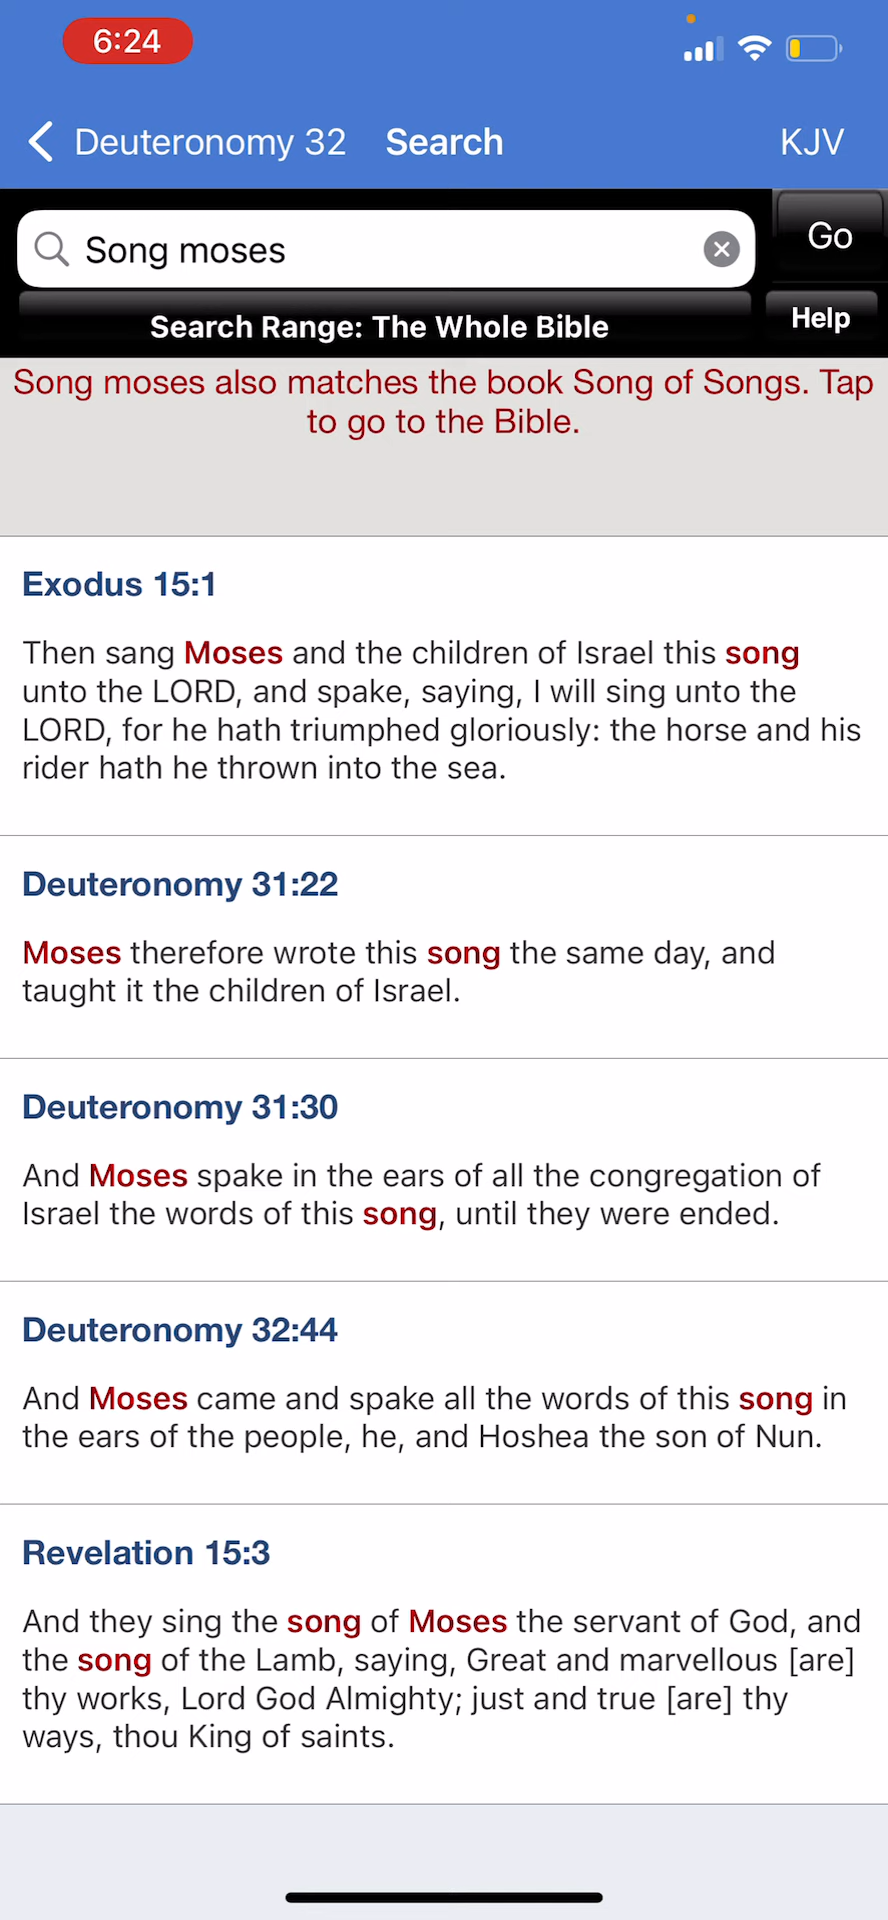 6:24
Deuteronomy 32 Search KJV
Song moses
Go
Search Range: The Whole Bible
Help
Song moses also matches the book Song of Songs. Tap
to go to the Bible.
Exodus 15:1
Then sang Moses and the children of Israel this song
unto the LORD, and spake, saying, I will sing unto the
LORD, for he hath triumphed gloriously: the horse and his
rider hath he thrown into the sea.
Deuteronomy 31:22
Moses therefore wrote this song the same day, and
taught it the children of Israel.
Deuteronomy 31:30
And Moses spake in the ears of all the congregation of
Israel the words of this song, until they were ended.
Deuteronomy 32:44
And Moses came and spake all the words of this song in
the ears of the people, he, and Hoshea the son of Nun.
Revelation 15:3
And they sing the song of Moses the servant of God, and
the song of the Lamb, saying, Great and marvellous [are]
thy works, Lord God Almighty; just and true [are] thy
ways, thou King of saints.